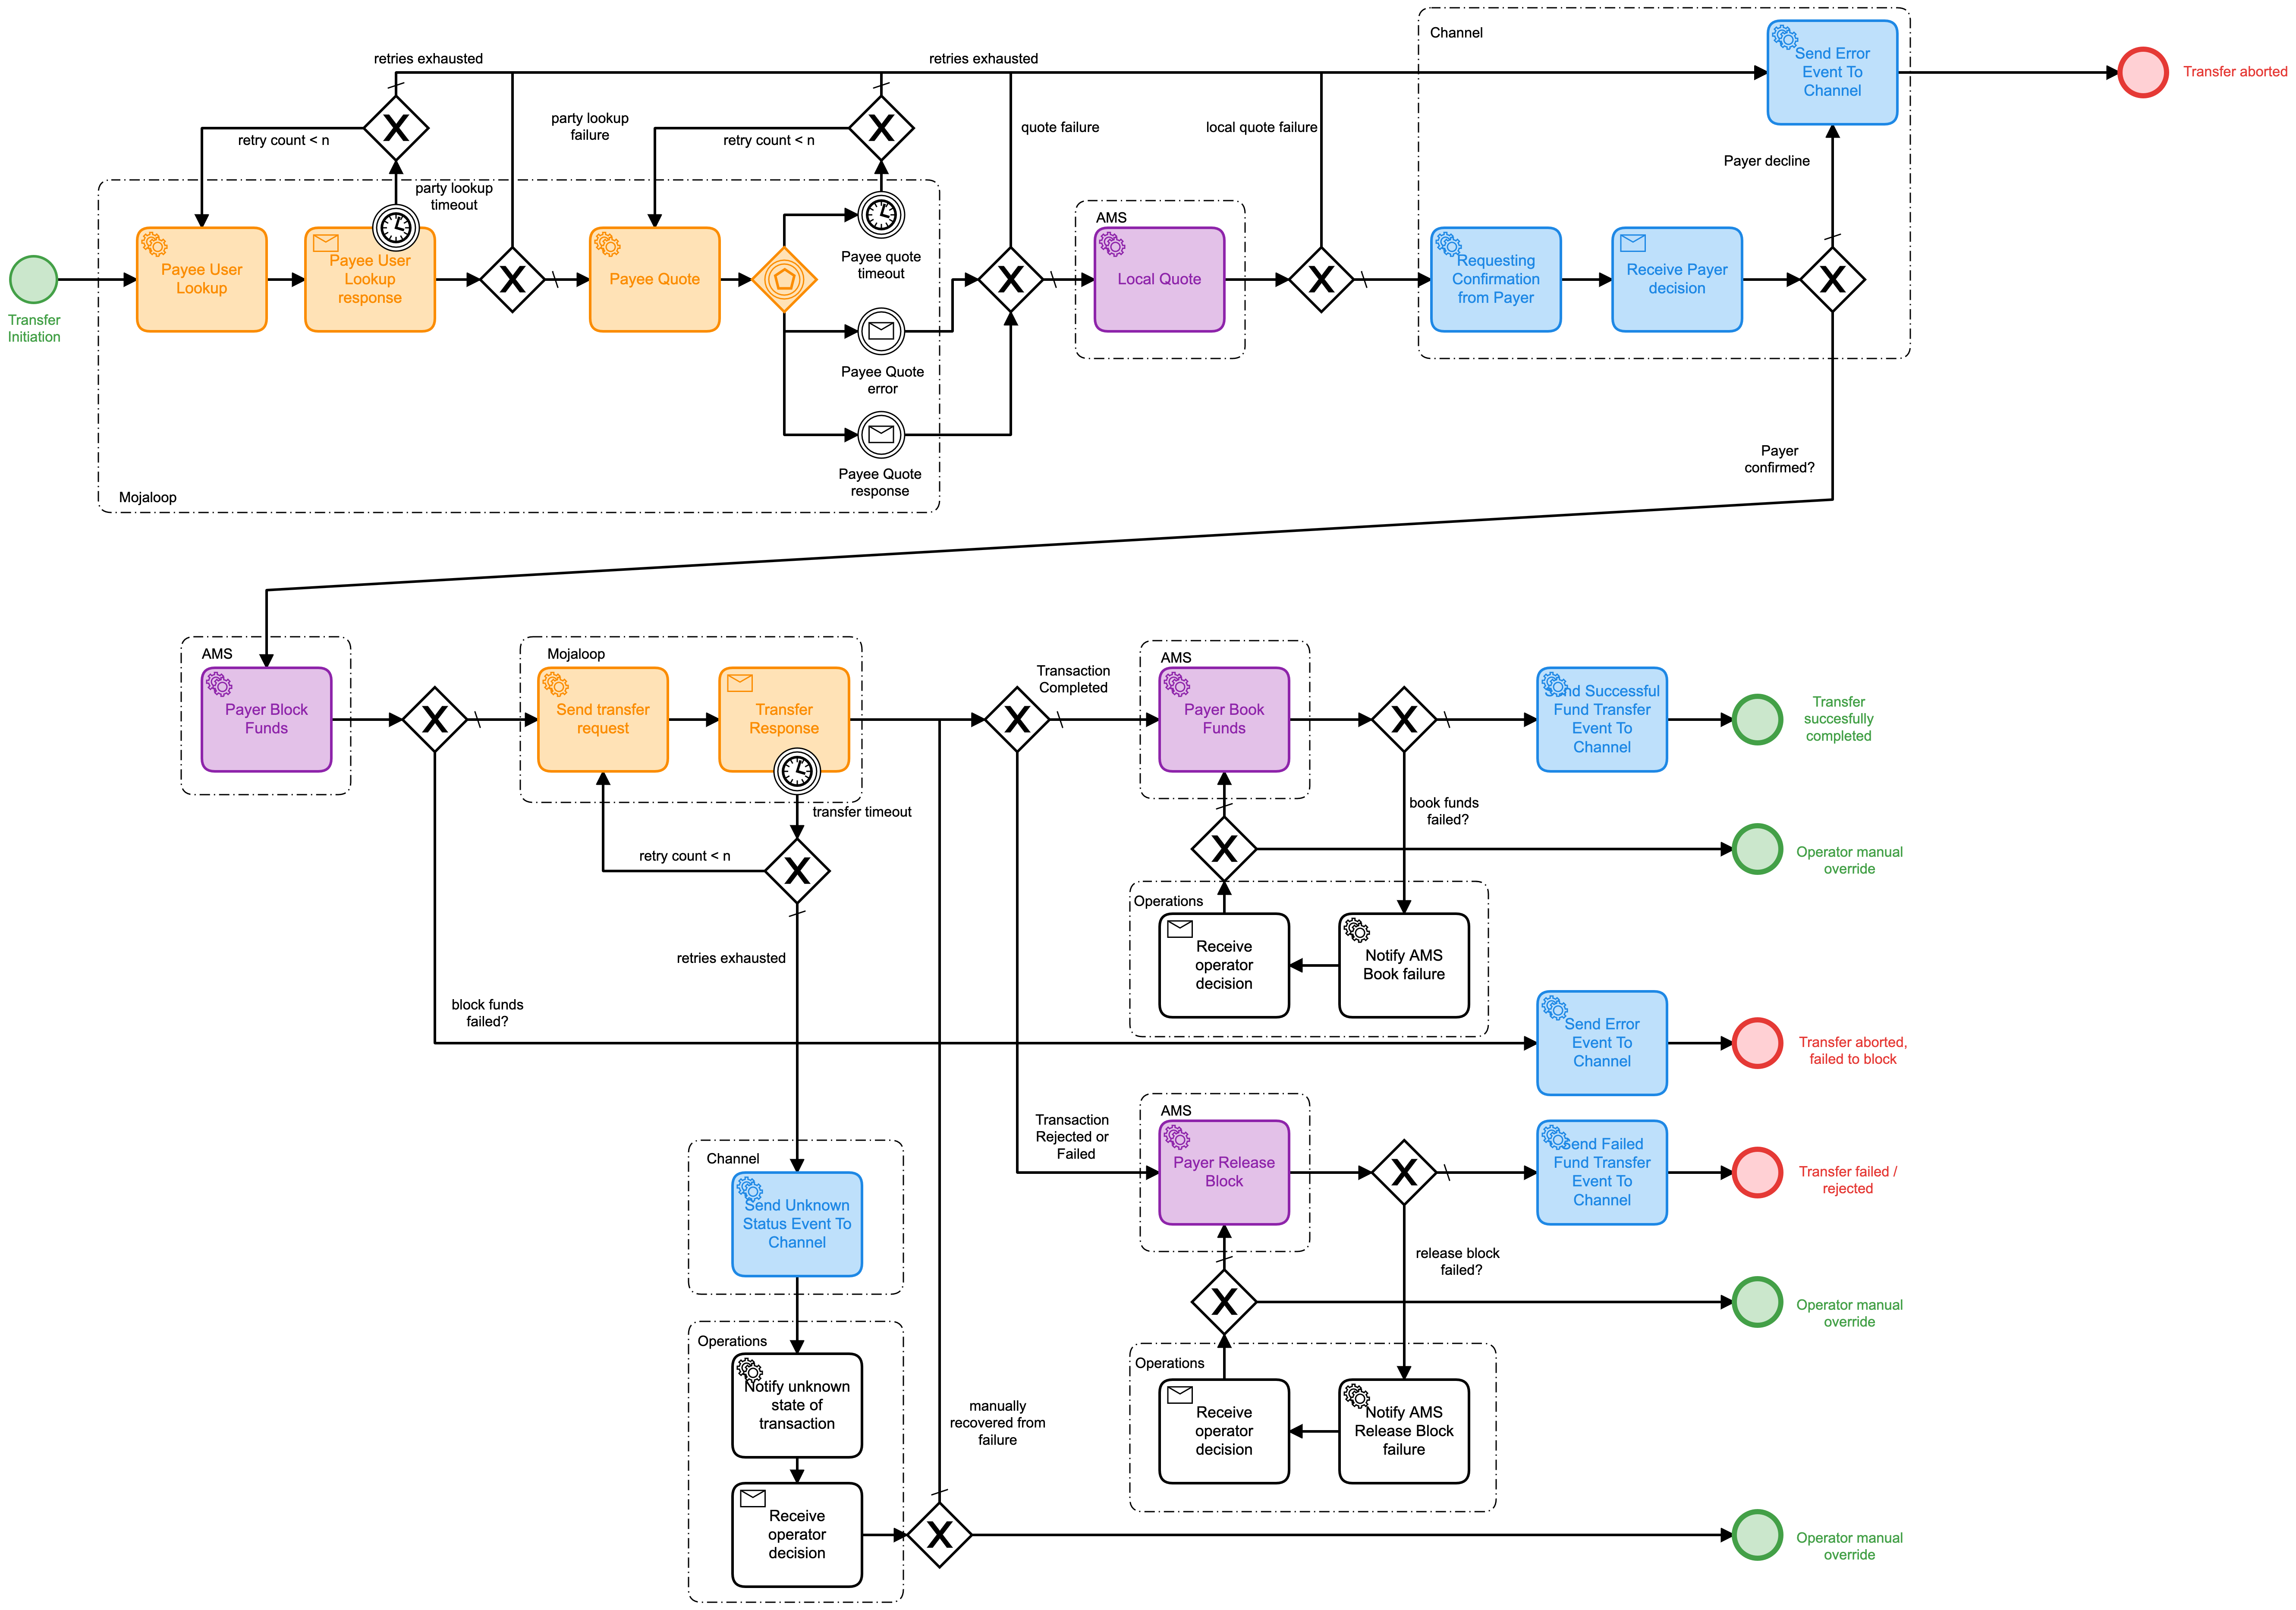 Channel
Send Error
Event To
Channel
Transfer aborted
retries exhausted
retries exhausted
party lookup
failure
retry count < n
retry count < n
quote failure
local quote failure
Payer decline
party lookup
timeout
AMS
Payee User
Lookup
Payee User
Lookup
response
Payee Quote
Payee quote
timeout
Local Quote
Requesting
Confirmation
from Payer
Receive Payer
decision
Transfer
Initiation
Payee Quote
error
Payee Quote
response
Payer
confirmed?
Mojaloop
AMS
Payer Block
Funds
Mojaloop
Send transfer
request
Transfer
Response
Transaction
Completed
AMS
Payer Book
Funds
Send Successful
Fund Transfer
Event To
Channel
Transfer
succesfully
completed
transfer timeout
book funds
failed?
retry count < n
Operator manual
override
Operations
Receive
operator
decision
Notify AMS
Book failure
retries exhausted
block funds
failed?
Send Error
Event To
Channel
Transfer aborted,
failed to block
Transaction
Rejected or
Failed
AMS
Payer Release
Block
Send Failed
Fund Transfer
Event To
Channel
Transfer failed /
rejected
Channel
Send Unknown
Status Event To
Channel
release block
failed?
Operator manual
override
Operations
Notify unknown
state of
transaction
Operations
Receive
operator
decision
Notify AMS
Release Block
failure
manually
recovered from
failure
Receive
operator
decision
Operator manual
override